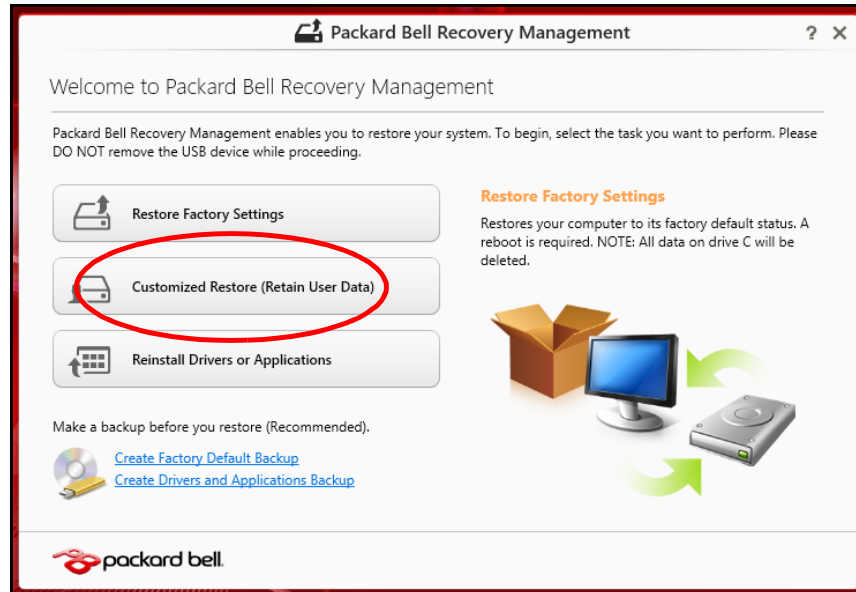 Packard Bell Recovery Management
?
Welcome to Packard Bell Recovery Management
Packard Bell Recovery Management enables you to restore your system. To begin, select the task you want to perform. Please
DO NOT remove the USB device while proceeding.
Restore Factory Settings
Customized Restore (Retain User Data)
Reinstall Drivers or Applications
Restore Factory Settings
Restores your computer to its factory default status. A
reboot is required. NOTE: All data on drive C will be
deleted.
Make a backup before you restore (Recommended).
Create Factory Default Backup
Create Drivers and Applications Backup
packard bell.